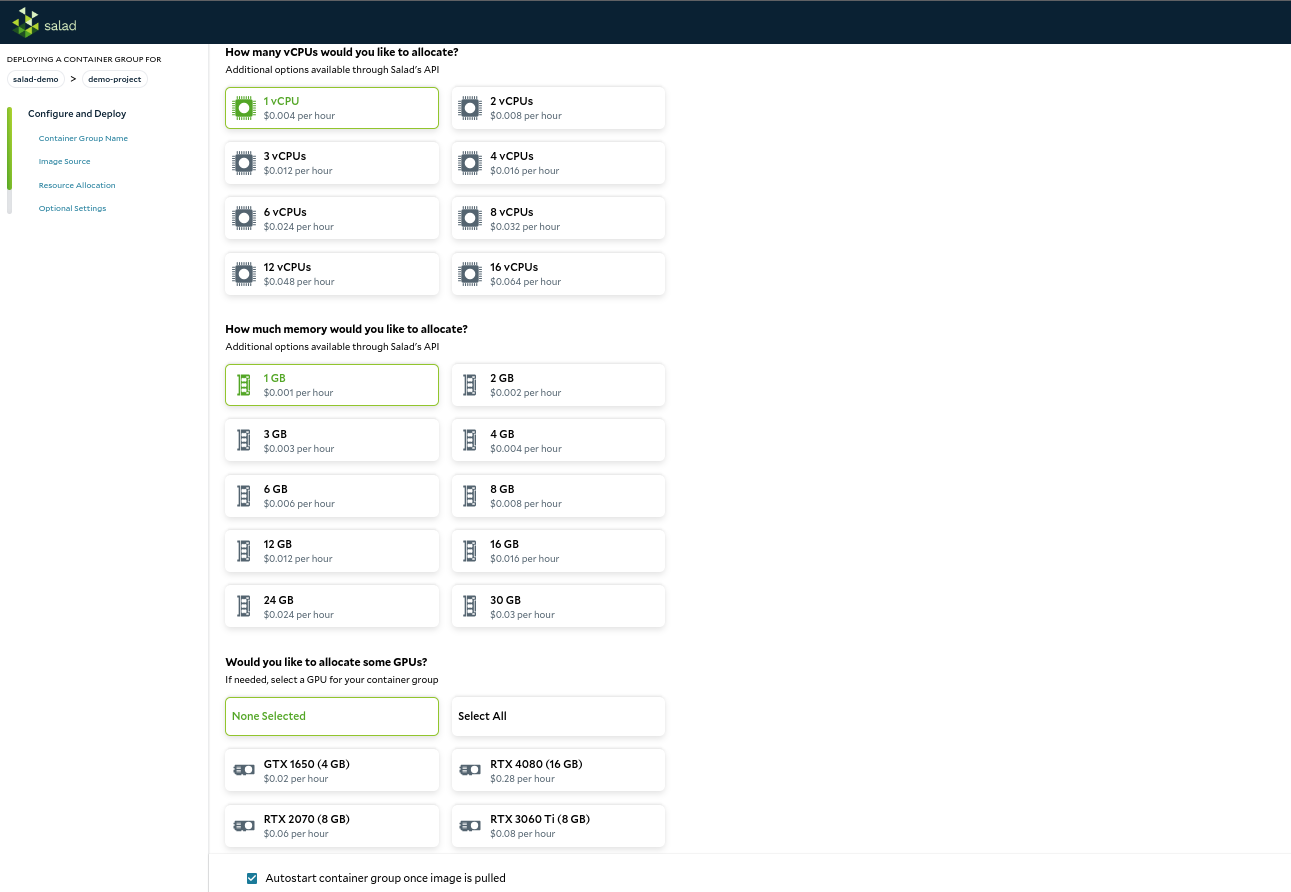 salad
DEPLOYING A CONTAINER GROUP FOR
salad-demo > demo-project
Configure and Deploy
Container Group Name
Image Source
Resource Allocation
Optional Settings
How many vCPUs would you like to allocate?
Additional options available through Salad's API
1 vCPU
$0.004 per hour
2 vCPUs
$0.008 per hour
3 vCPUs
$0.012 per hour
4 vCPUs
$0.016 per hour
6 vCPUs
$0.024 per hour
8 vCPUs
$0.032 per hour
12 vCPUs
$0.048 per hour
16 vCPUs
$0.064 per hour
How much memory would you like to allocate?
Additional options available through Salad's API
1 GB
$0.001 per hour
2 GB
$0.002 per hour
3 GB
$0.003 per hour
4 GB
$0.004 per hour
6 GB
$0.006 per hour
8 GB
$0.008 per hour
12 GB
$0.012 per hour
16 GB
$0.016 per hour
24 GB
$0.024 per hour
30 GB
$0.03 per hour
Would you like to allocate some GPUs?
If needed, select a GPU for your container group
None Selected
Select All
GTX 1650 (4 GB)
$0.02 per hour
RTX 4080 (16 GB)
$0.28 per hour
RTX 2070 (8 GB)
$0.06 per hour
RTX 3060 Ti (8 GB)
$0.08 per hour
Autostart container group once image is pulled